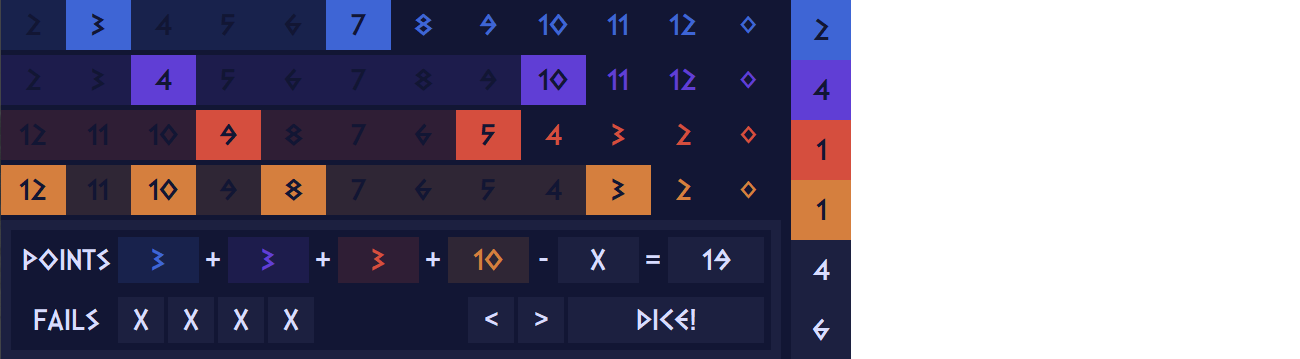 2 3 4 5 6 7 8 9 10 11 12 ◇ 2
2 3 4 5 6 7 8 9 10 11 12 ◇ 4
12 11 10 9 8 7 6 5 4 3 2 ◇ 1
12 11 10 9 8 7 6 5 4 3 2 ◇ 1
POINTS 3 + 3 + 3 + 10 - X = 19 4
FAILS X X X X < > DICE! 6